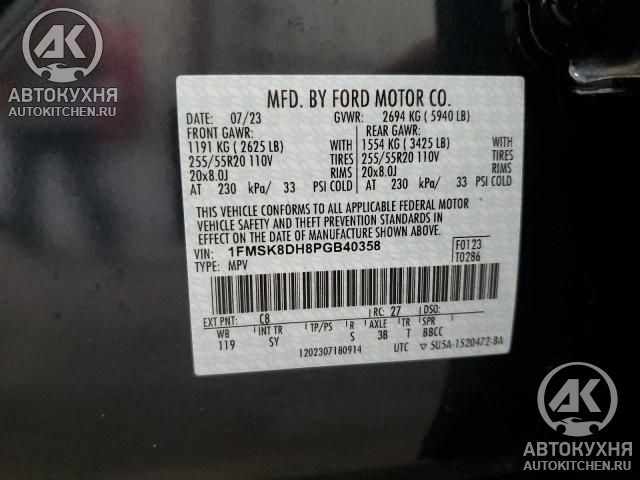 AK
АВТОКУХНЯ
AUTOKITCHEN.RU
MFD. BY FORD MOTOR CO.
DATE: 07/23 GVWR: 2694 KG ( 5940 LB)
FRONT GAWR: REAR GAWR:
1191 KG ( 2625 LB) 1554 KG ( 3425 LB)
255/55R20 110V TIRES 255/55R20 110V TIRES
20x8.0J RIMS 20x8.0J RIMS
AT 230 kPa/ 33 PSI COLD AT 230 kPa/ 33 PSI COLD
THIS VEHICLE CONFORMS TO ALL APPLICABLE FEDERAL MOTOR
VEHICLE SAFETY AND THEFT PREVENTION STANDARDS IN
EFFECT ON THE DATE OF MANUFACTURE SHOWN ABOVE.
VIN: 1FMSK8DH8PGB40358 F0123
TYPE: MPV T0286
EXT PNT: C8 RC: 27 DSO:
WB INT TR TP/PS R AXLE TR SPR
119 SY S 3B T BBCC
1202307180914 UTC ▽ 5U5A-1520472-BA
AK
АВТОКУХНЯ
AUTOKITCHEN.RU